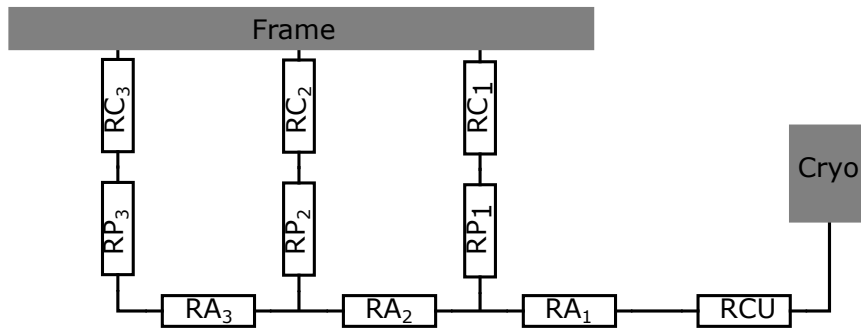 Frame
RC₃
RC₂
RC1
Cryo
RP₃
RP₂
RP1
RA₃
RA₂
RA₁
RCU